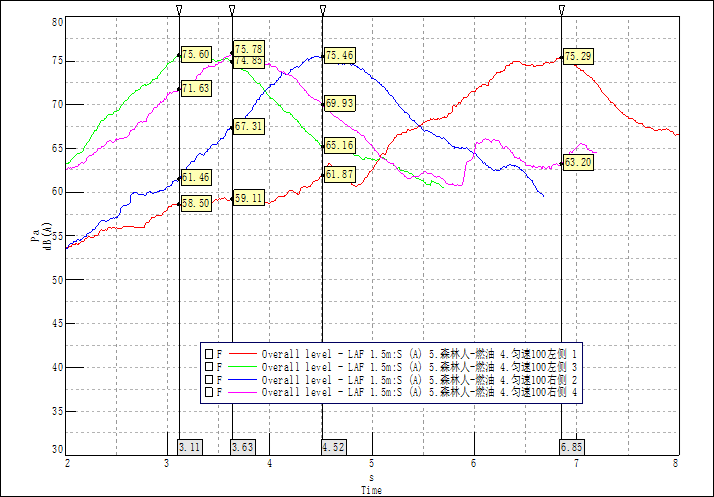 80
75
70
65
60
55
50
45
40
35
30
Pa
dB(A)
75.60
71.63
61.46
58.50
75.78
74.85
67.31
59.11
75.46
69.93
65.16
61.87
75.29
63.20
F Overall level - LAF 1.5m:S (A) 5.森林人-燃油 4.匀速100左侧 1
F Overall level - LAF 1.5m:S (A) 5.森林人-燃油 4.匀速100左侧 3
F Overall level - LAF 1.5m:S (A) 5.森林人-燃油 4.匀速100右侧 2
F Overall level - LAF 1.5m:S (A) 5.森林人-燃油 4.匀速100右侧 4
3.11 3.63 4.52 6.85
2 3 4 5 6 7 8
s
Time